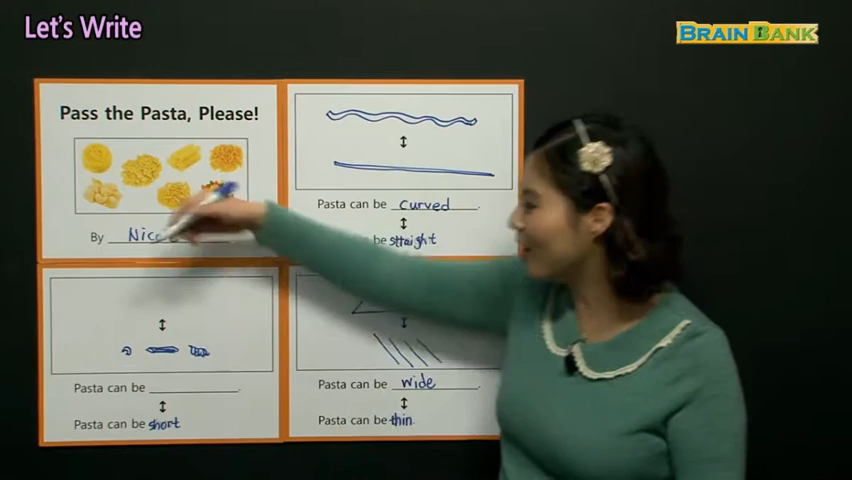 Let's Write
BRAIN BANK
Pass the Pasta, Please!
By
Pasta can be curved.
be straight
Pasta can be
Pasta can be short
Pasta can be wide.
Pasta can be thin.